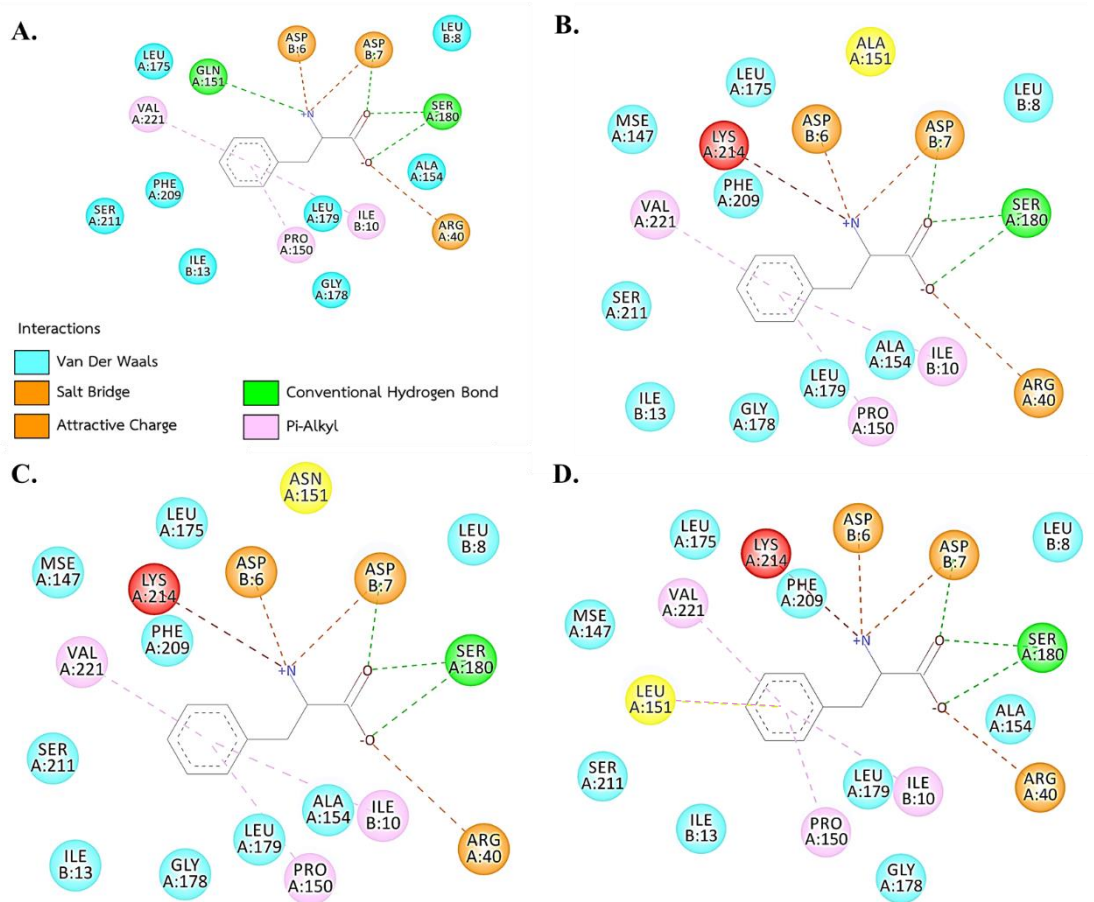 A.
LEU
A:175
GLN
A:151
ASP
B:6
ASP
B:7
LEU
B:8
VAL
A:221
SER
A:180
+N
O
-O
PHE
A:209
SER
A:211
LEU
A:179
ILE
B:10
ALA
A:154
PRO
A:150
ARG
A:40
ILE
B:13
GLY
A:178
Interactions
Van Der Waals
Salt Bridge
Attractive Charge
Conventional Hydrogen Bond
Pi-Alkyl
B.
ALA
A:151
LEU
A:175
LEU
B:8
MSE
A:147
LYS
A:214
ASP
B:6
ASP
B:7
PHE
A:209
VAL
A:221
SER
A:180
+N
O
-O
SER
A:211
ALA
A:154
ILE
B:10
LEU
A:179
ARG
A:40
ILE
B:13
GLY
A:178
PRO
A:150
C.
ASN
A:151
LEU
A:175
LEU
B:8
MSE
A:147
LYS
A:214
ASP
B:6
ASP
B:7
PHE
A:209
VAL
A:221
SER
A:180
+N
O
-O
SER
A:211
ALA
A:154
ILE
B:10
LEU
A:179
ARG
A:40
ILE
B:13
GLY
A:178
PRO
A:150
D.
LEU
A:175
LYS
A:214
ASP
B:6
ASP
B:7
LEU
B:8
PHE
A:209
VAL
A:221
MSE
A:147
SER
A:180
+N
O
-O
LEU
A:151
ALA
A:154
SER
A:211
LEU
A:179
ILE
B:10
ARG
A:40
ILE
B:13
PRO
A:150
GLY
A:178